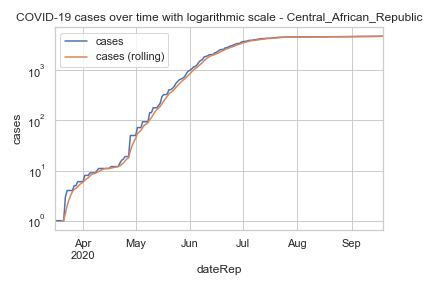 COVID-19 cases over time with logarithmic scale - Central_African_Republic
cases
cases (rolling)
10³
10²
10¹
10⁰
cases
Apr
2020
May
Jun
Jul
Aug
Sep
dateRep